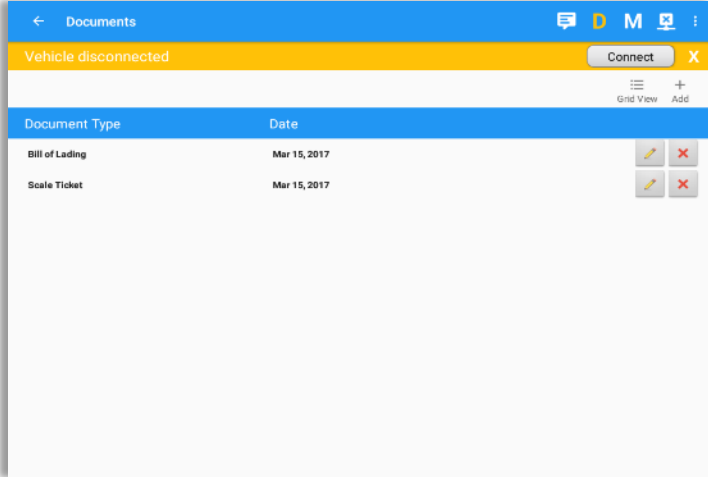 Documents D M
Vehicle disconnected Connect X
Grid View Add
Document Type Date
Bill of Lading Mar 15, 2017
Scale Ticket Mar 15, 2017